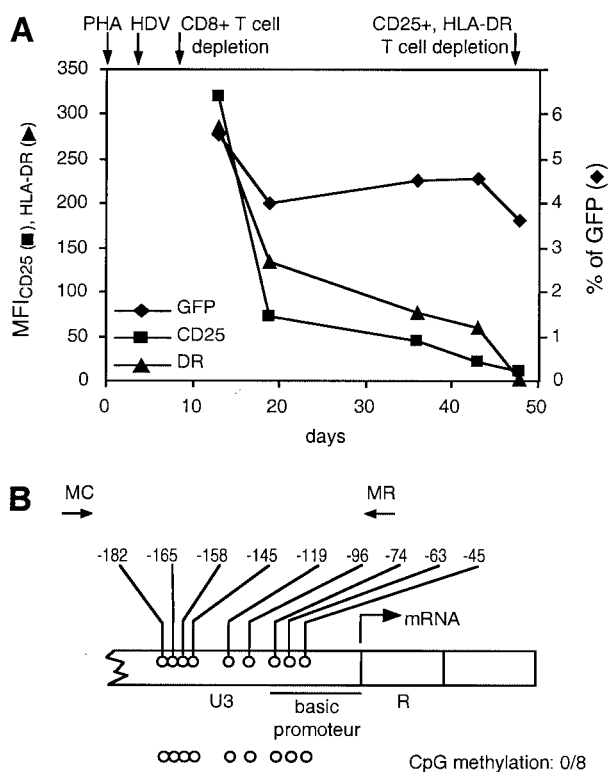 A
PHA HDV CD8+ T cell depletion
CD25+, HLA-DR T cell depletion
MFI CD25 (■), HLA-DR (▲)
350
300
250
200
150
100
50
0
GFP
CD25
DR
0 10 20 30 40 50
days
6
5
4
3
2
1
0
% of GFP (◆)
B
MC
MR
-182 -165 -158 -145 -119 -96 -74 -63 -45
mRNA
U3
basic promoteur
R
CpG methylation: 0/8